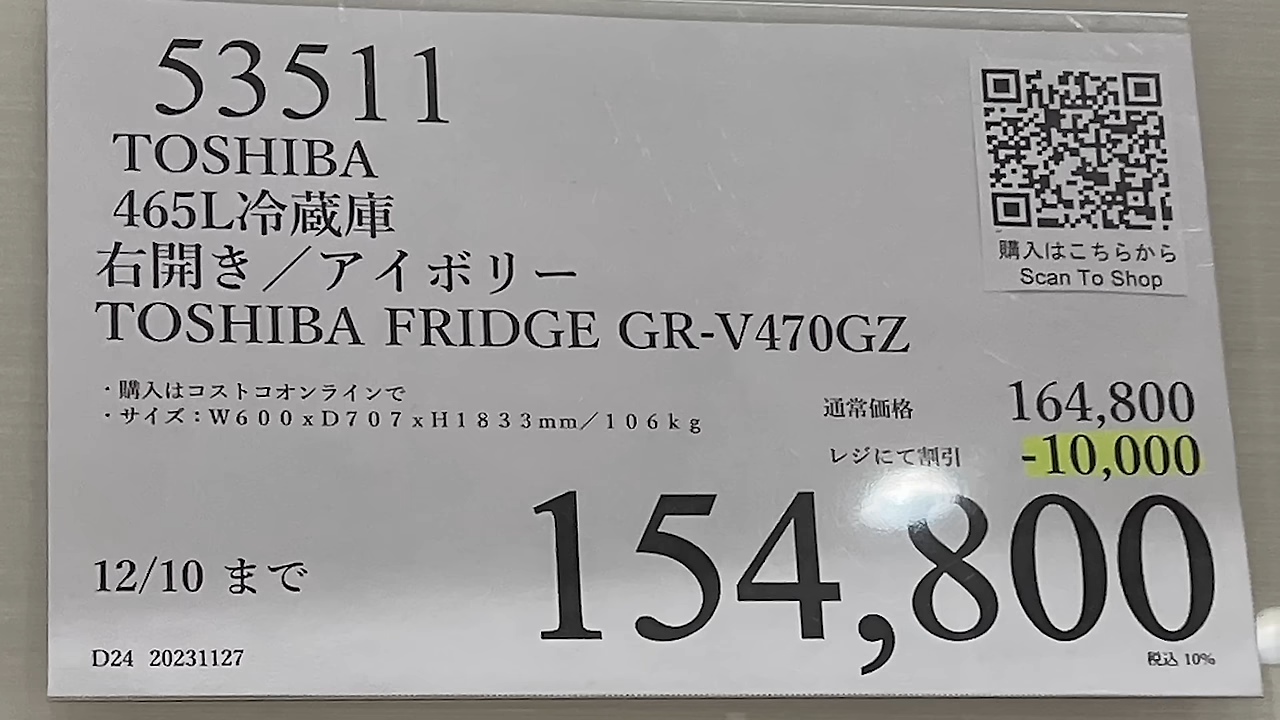 53511
TOSHIBA
465L冷蔵庫
右開き／アイボリー
TOSHIBA FRIDGE GR-V470GZ
・購入はコストコオンラインで
・サイズ：Ｗ６００ｘＤ７０７ｘＨ１８３３mm／１０６ｋｇ
購入はこちらから
Scan To Shop
通常価格 164,800
レジにて割引 -10,000
154,800
12/10 まで
D24 20231127
税込 10%